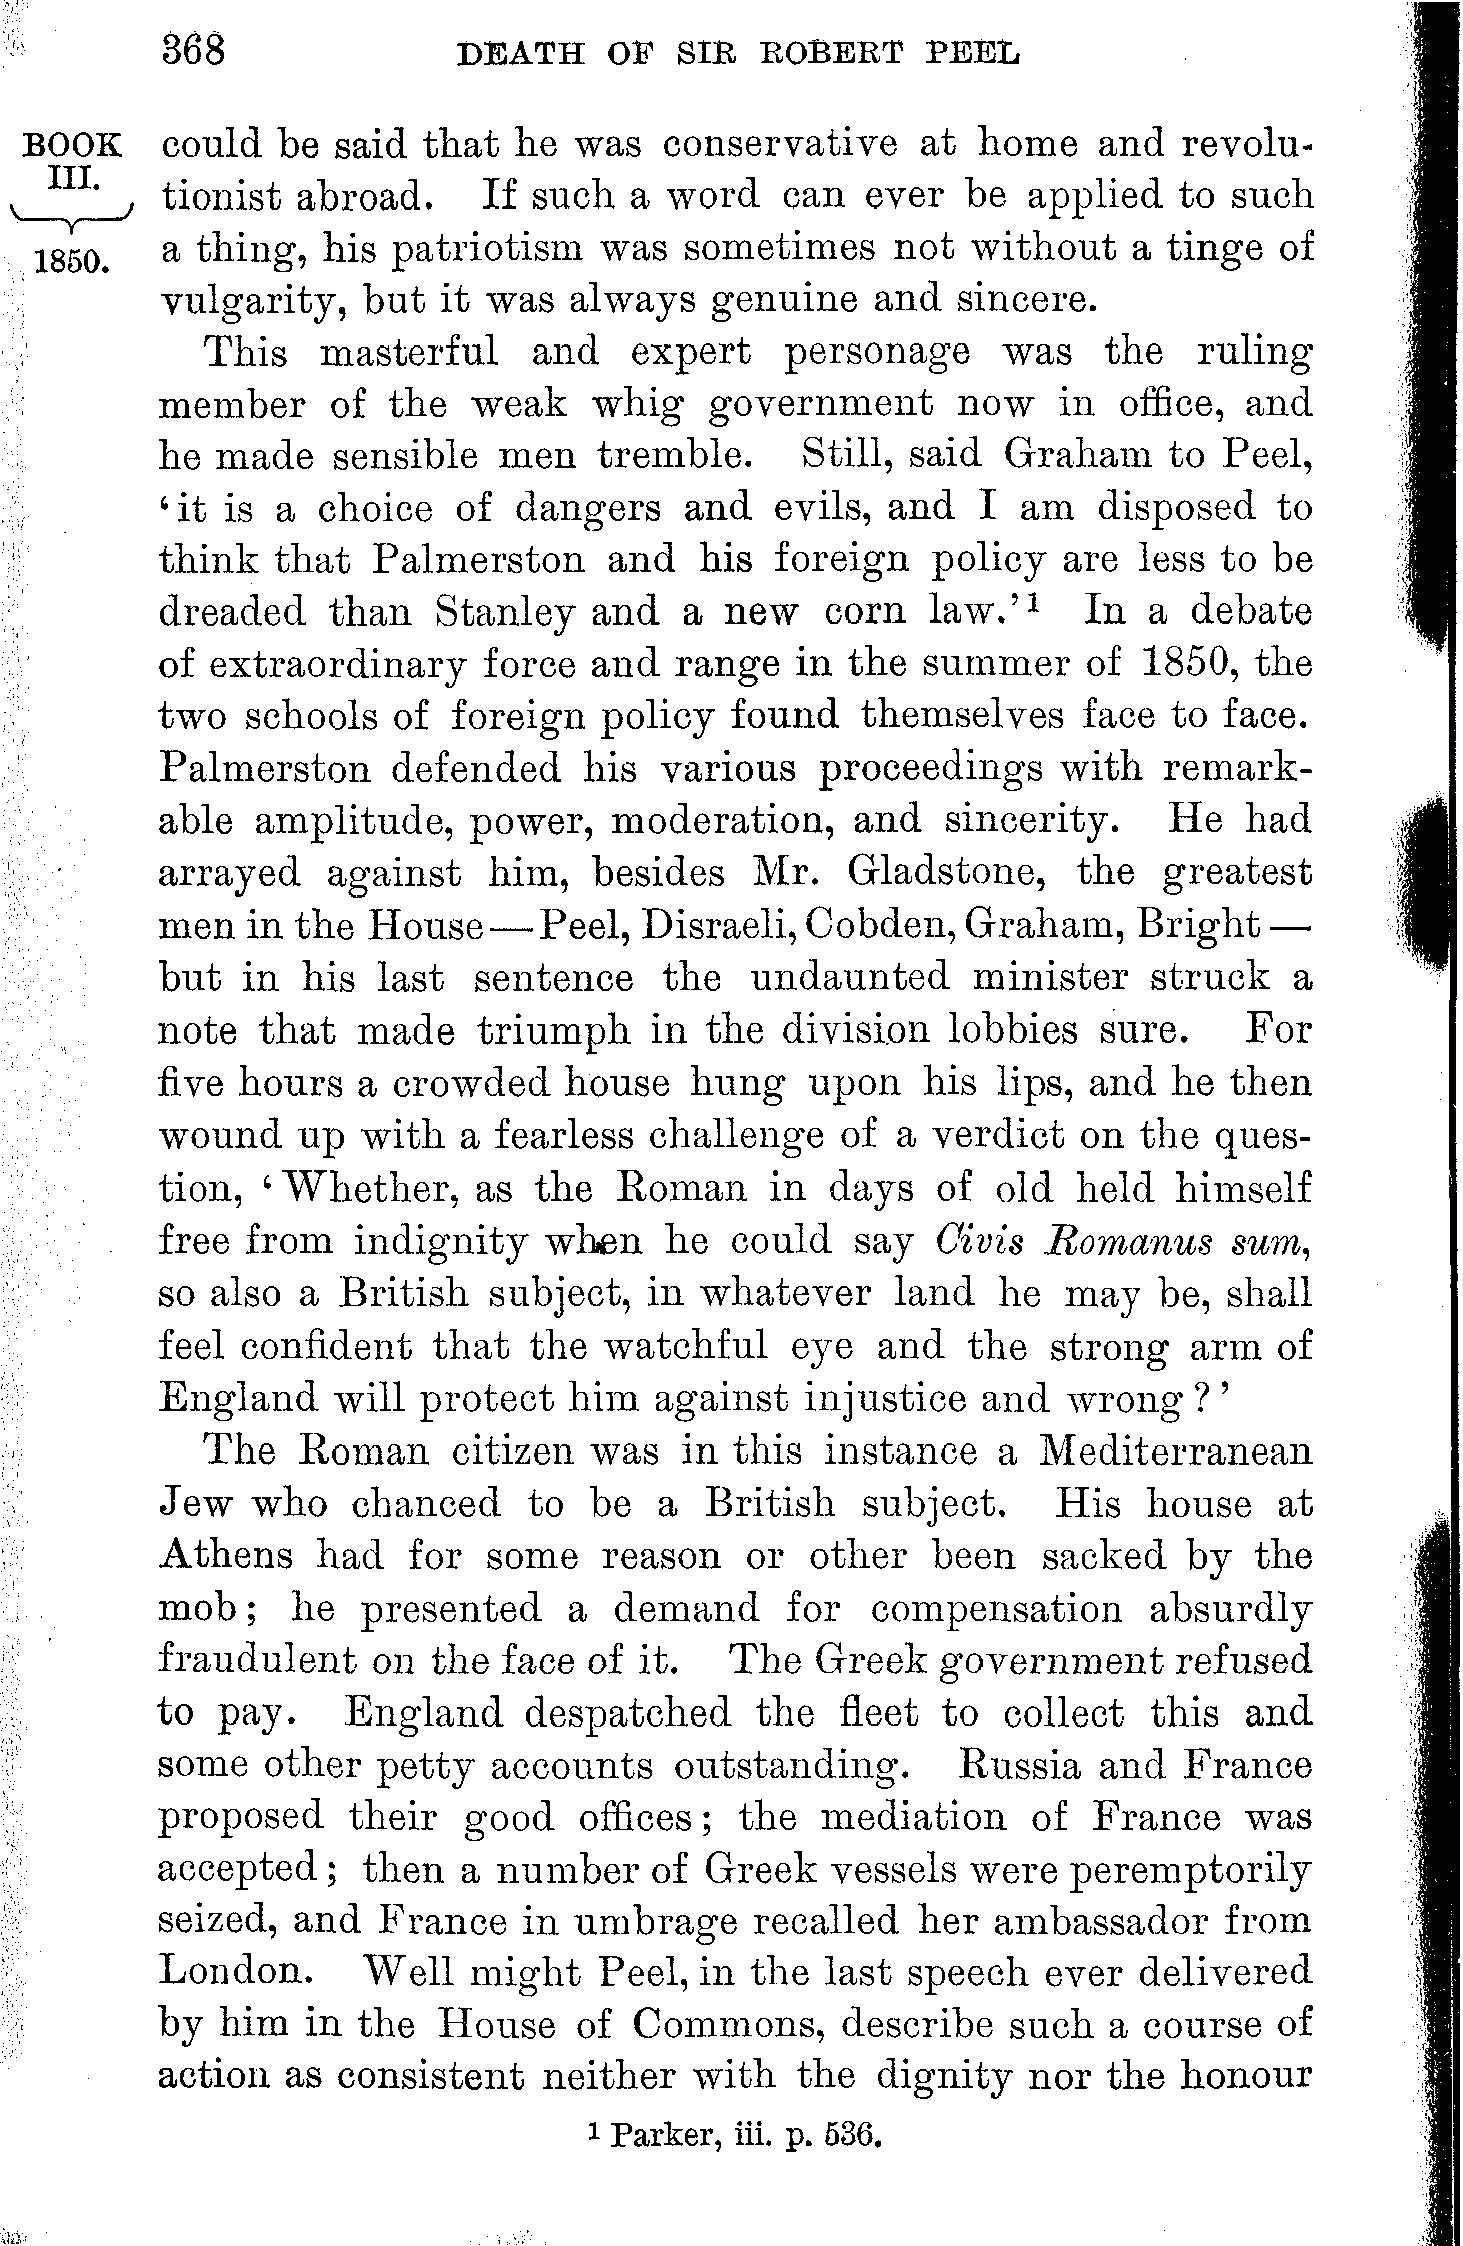 368 DEATH OF SIR ROBERT PEEL
BOOK
III.
1850.
could be said that he was conservative at home and revolu-
tionist abroad. If such a word can ever be applied to such
a thing, his patriotism was sometimes not without a tinge of
vulgarity, but it was always genuine and sincere.
This masterful and expert personage was the ruling
member of the weak whig government now in office, and
he made sensible men tremble. Still, said Graham to Peel,
‘it is a choice of dangers and evils, and I am disposed to
think that Palmerston and his foreign policy are less to be
dreaded than Stanley and a new corn law.’1 In a debate
of extraordinary force and range in the summer of 1850, the
two schools of foreign policy found themselves face to face.
Palmerston defended his various proceedings with remark-
able amplitude, power, moderation, and sincerity. He had
arrayed against him, besides Mr. Gladstone, the greatest
men in the House—Peel, Disraeli, Cobden, Graham, Bright—
but in his last sentence the undaunted minister struck a
note that made triumph in the division lobbies sure. For
five hours a crowded house hung upon his lips, and he then
wound up with a fearless challenge of a verdict on the ques-
tion, ‘Whether, as the Roman in days of old held himself
free from indignity when he could say Civis Romanus sum,
so also a British subject, in whatever land he may be, shall
feel confident that the watchful eye and the strong arm of
England will protect him against injustice and wrong?’
The Roman citizen was in this instance a Mediterranean
Jew who chanced to be a British subject. His house at
Athens had for some reason or other been sacked by the
mob; he presented a demand for compensation absurdly
fraudulent on the face of it. The Greek government refused
to pay. England despatched the fleet to collect this and
some other petty accounts outstanding. Russia and France
proposed their good offices; the mediation of France was
accepted; then a number of Greek vessels were peremptorily
seized, and France in umbrage recalled her ambassador from
London. Well might Peel, in the last speech ever delivered
by him in the House of Commons, describe such a course of
action as consistent neither with the dignity nor the honour
1 Parker, iii. p. 536.